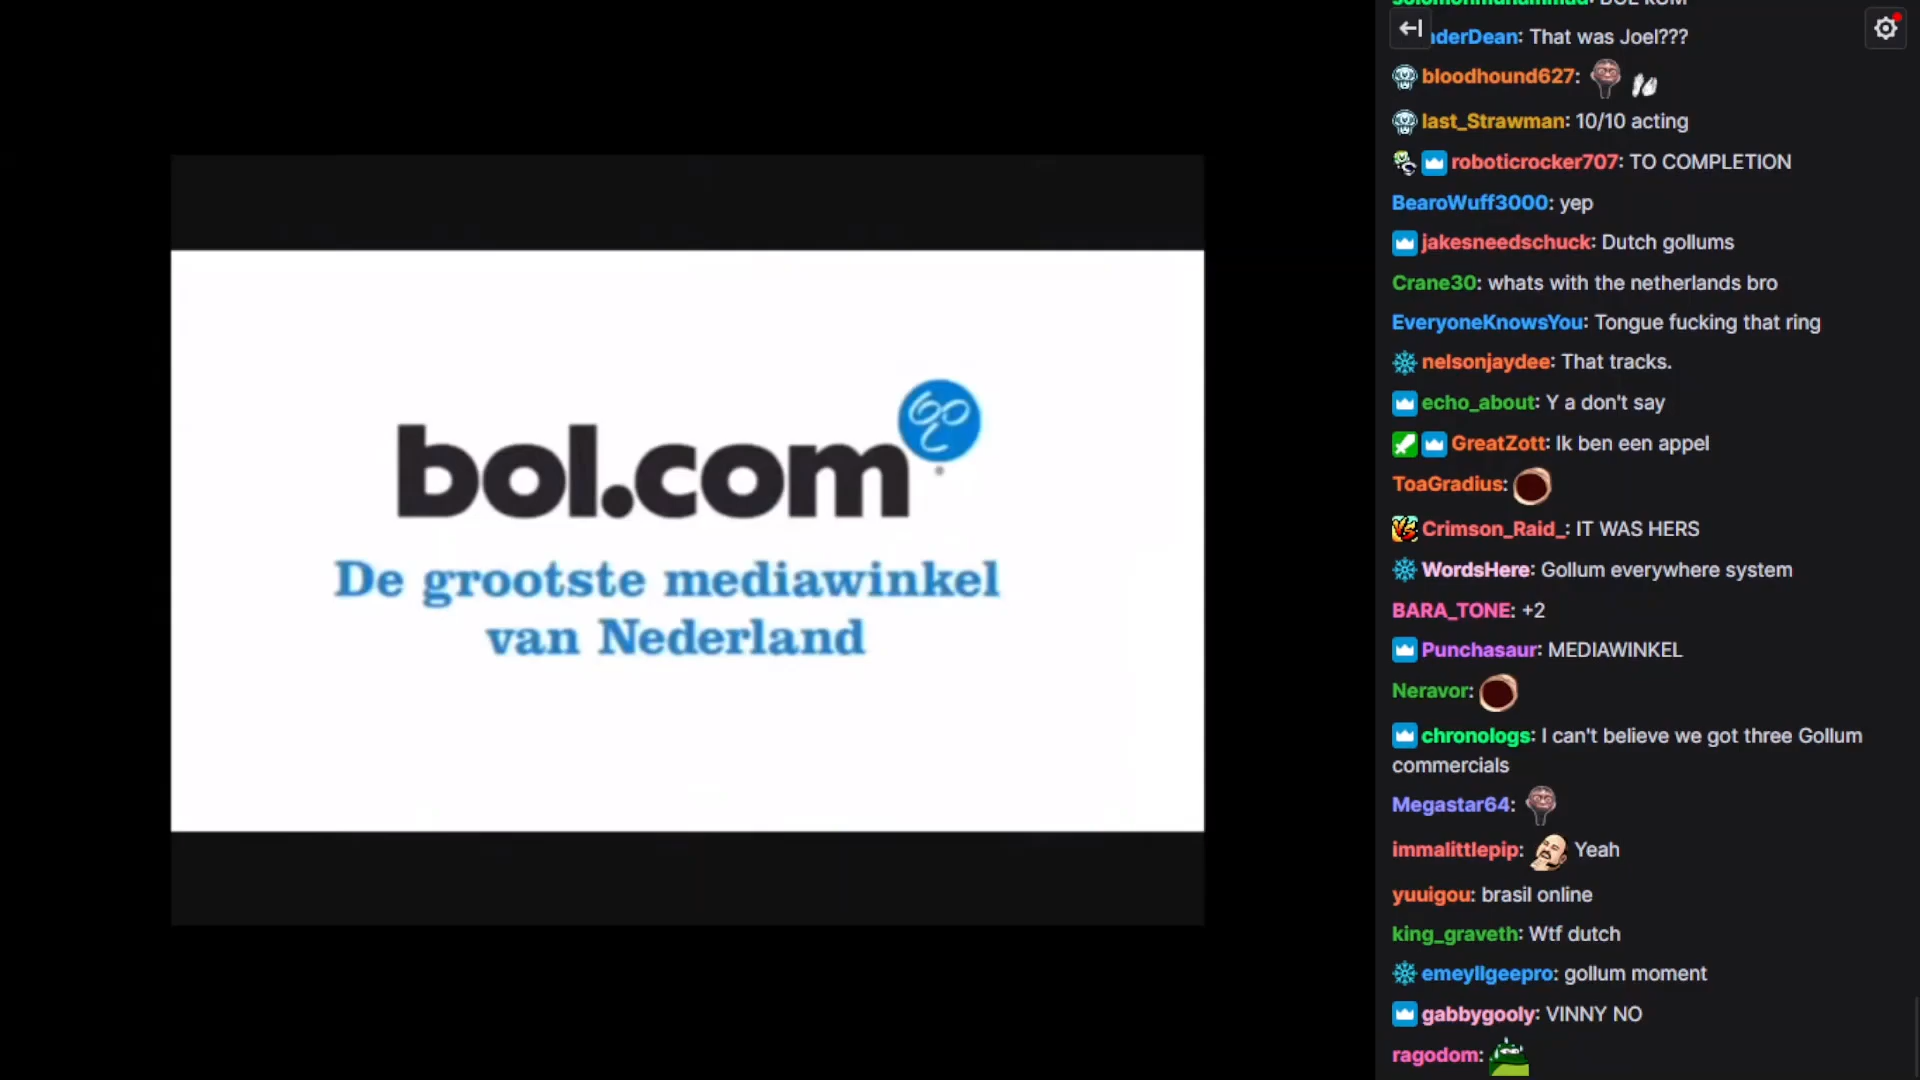 bol.com
De grootste mediawinkel
van Nederland
derDean: That was Joel???
bloodhound627:
last_Strawman: 10/10 acting
roboticrocker707: TO COMPLETION
BearoWuff3000: yep
jakesneedschuck: Dutch gollums
Crane30: whats with the netherlands bro
EveryoneKnowsYou: Tongue fucking that ring
nelsonjaydee: That tracks.
echo_about: Y a don't say
GreatZott: Ik ben een appel
ToaGradius:
Crimson_Raid_: IT WAS HERS
WordsHere: Gollum everywhere system
BARA_TONE: +2
Punchasaur: MEDIAWINKEL
Neravor:
chronologs: I can't believe we got three Gollum
commercials
Megastar64:
immalittlepip: Yeah
yuuigou: brasil online
king_graveth: Wtf dutch
emeyllgeepro: gollum moment
gabbygooly: VINNY NO
ragodom: